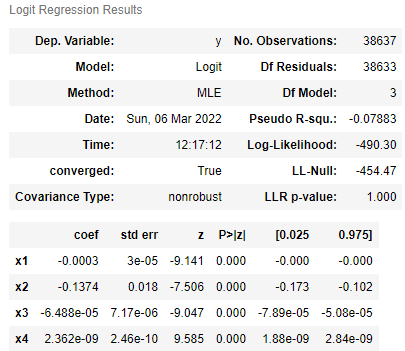 Logit Regression Results
Dep. Variable: y No. Observations: 38637
Model: Logit Df Residuals: 38633
Method: MLE Df Model: 3
Date: Sun, 06 Mar 2022 Pseudo R-squ.: -0.07883
Time: 12:17:12 Log-Likelihood: -490.30
converged: True LL-Null: -454.47
Covariance Type: nonrobust LLR p-value: 1.000
coef std err z P>|z| [0.025 0.975]
x1 -0.0003 3e-05 -9.141 0.000 -0.000 -0.000
x2 -0.1374 0.018 -7.506 0.000 -0.173 -0.102
x3 -6.488e-05 7.17e-06 -9.047 0.000 -7.89e-05 -5.08e-05
x4 2.362e-09 2.46e-10 9.585 0.000 1.88e-09 2.84e-09